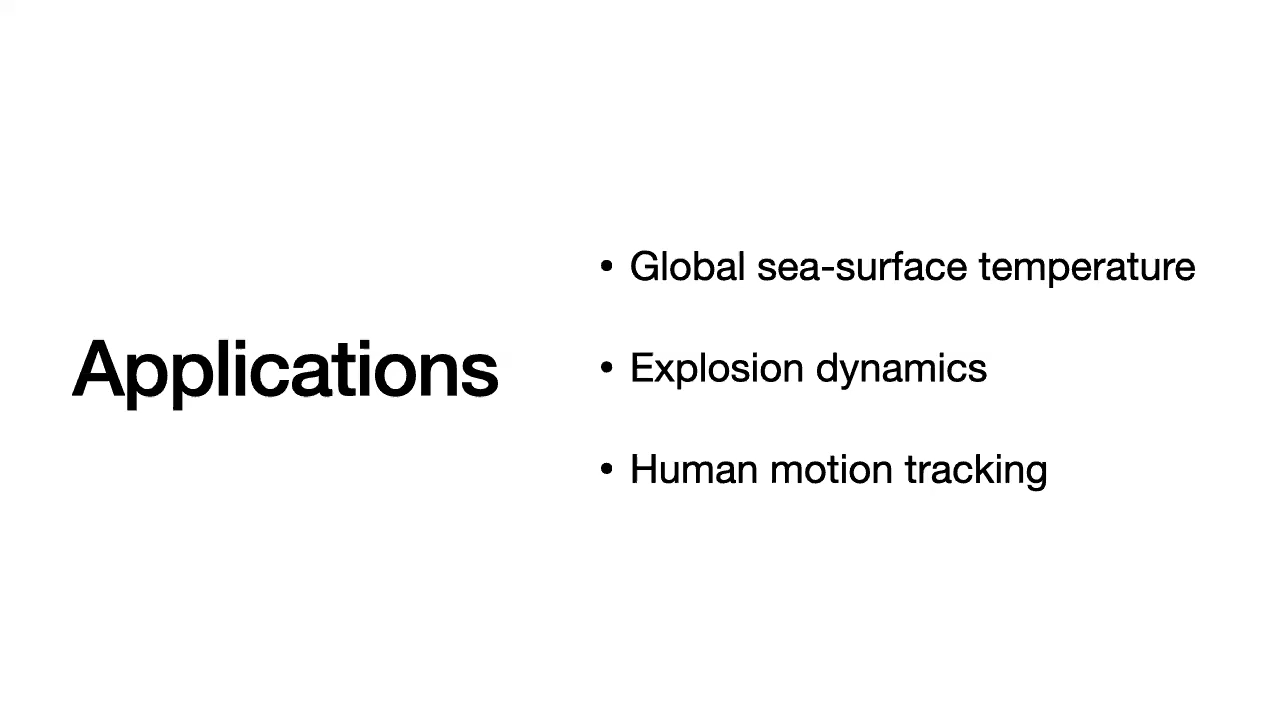 Applications
• Global sea-surface temperature
• Explosion dynamics
• Human motion tracking